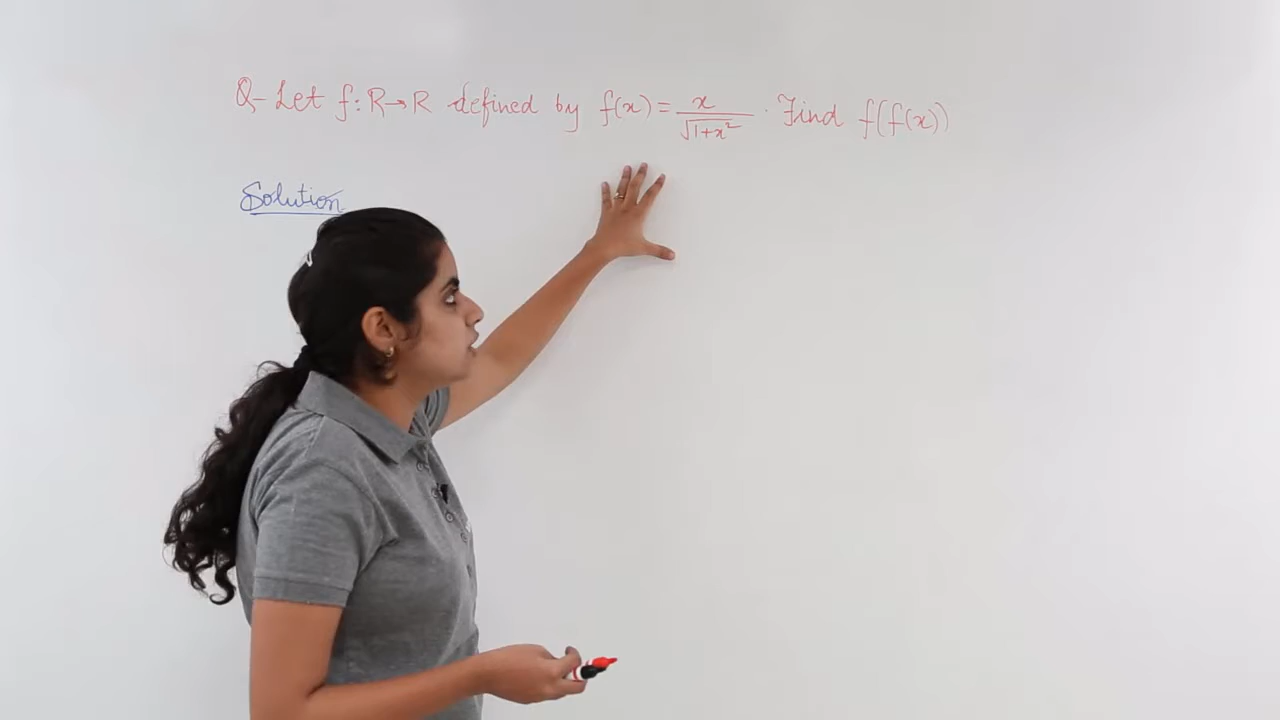 Q- Let f: R→R defined by f(x) = x/√1+x² . Find f(f(x))
Solution